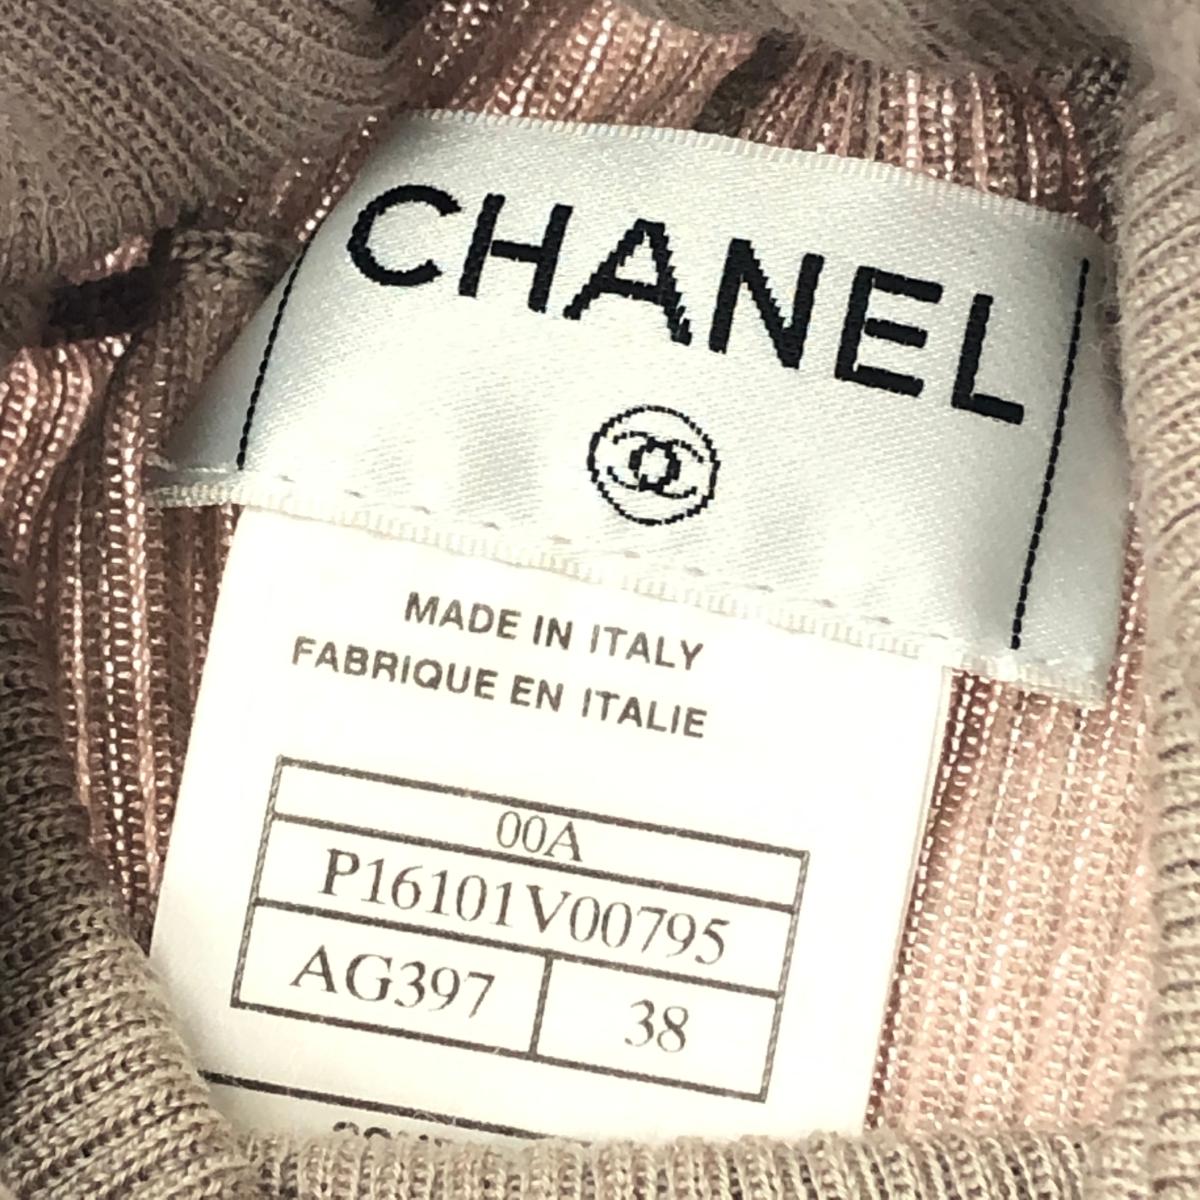 CHANEL
MADE IN ITALY
FABRIQUE EN ITALIE
00A
P16101V00795
AG397 38